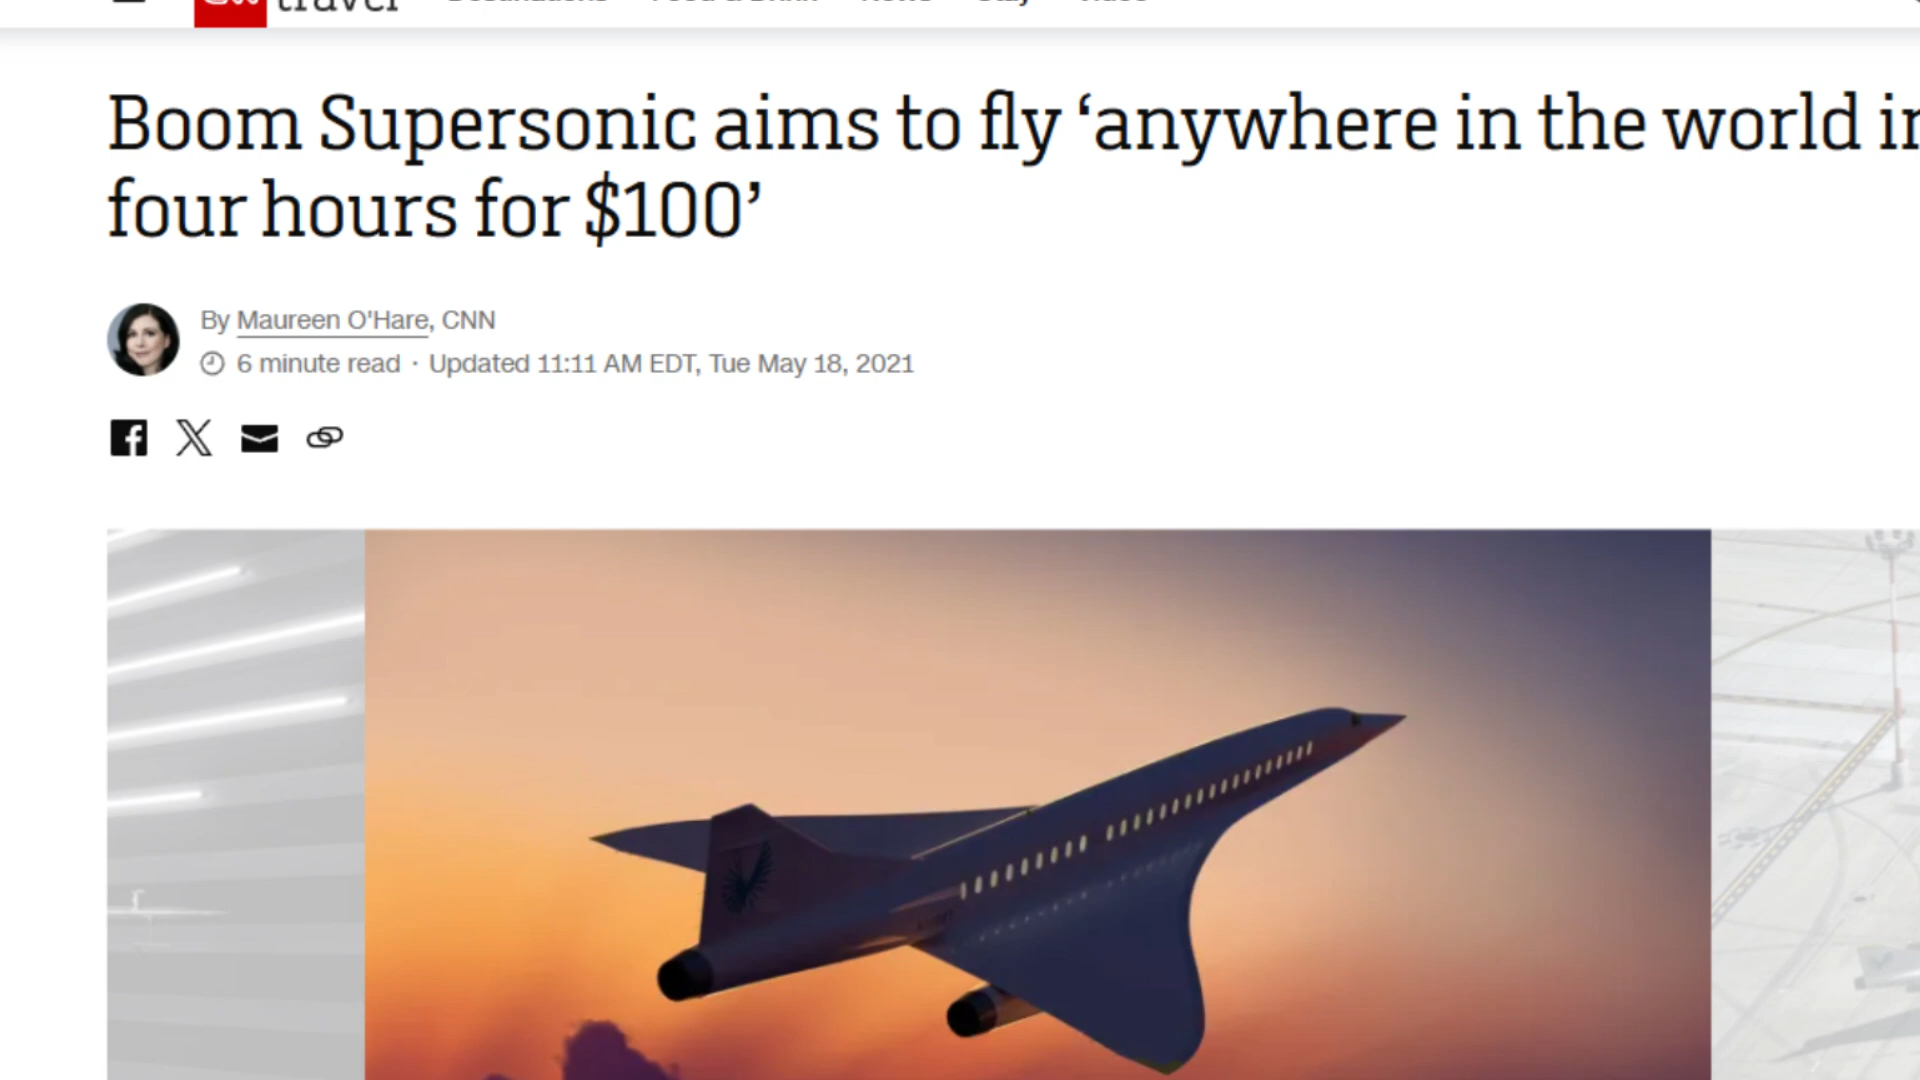 travel
Boom Supersonic aims to fly ‘anywhere in the world in
four hours for $100’
By Maureen O'Hare, CNN
6 minute read · Updated 11:11 AM EDT, Tue May 18, 2021